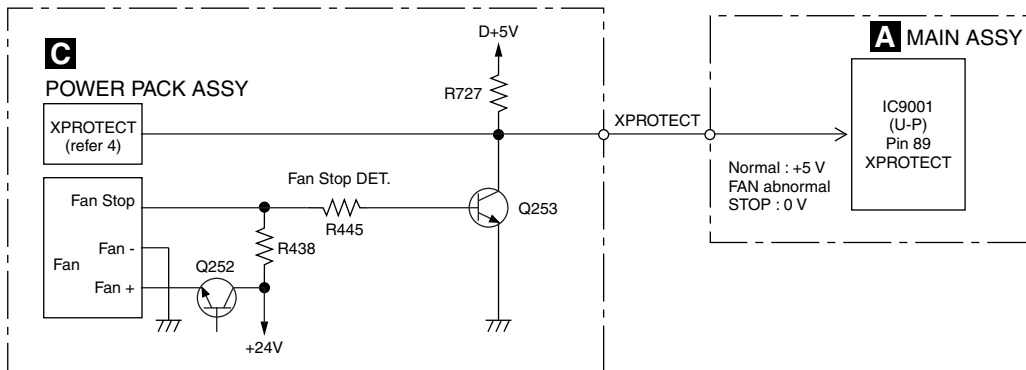 C
POWER PACK ASSY
XPROTECT
(refer 4)
Fan Stop
Fan -
Fan
Fan +
Q252
R438
+24V
Fan Stop DET.
R445
D+5V
R727
Q253
XPROTECT
A MAIN ASSY
Normal : +5 V
FAN abnormal
STOP : 0 V
IC9001
(U-P)
Pin 89
XPROTECT